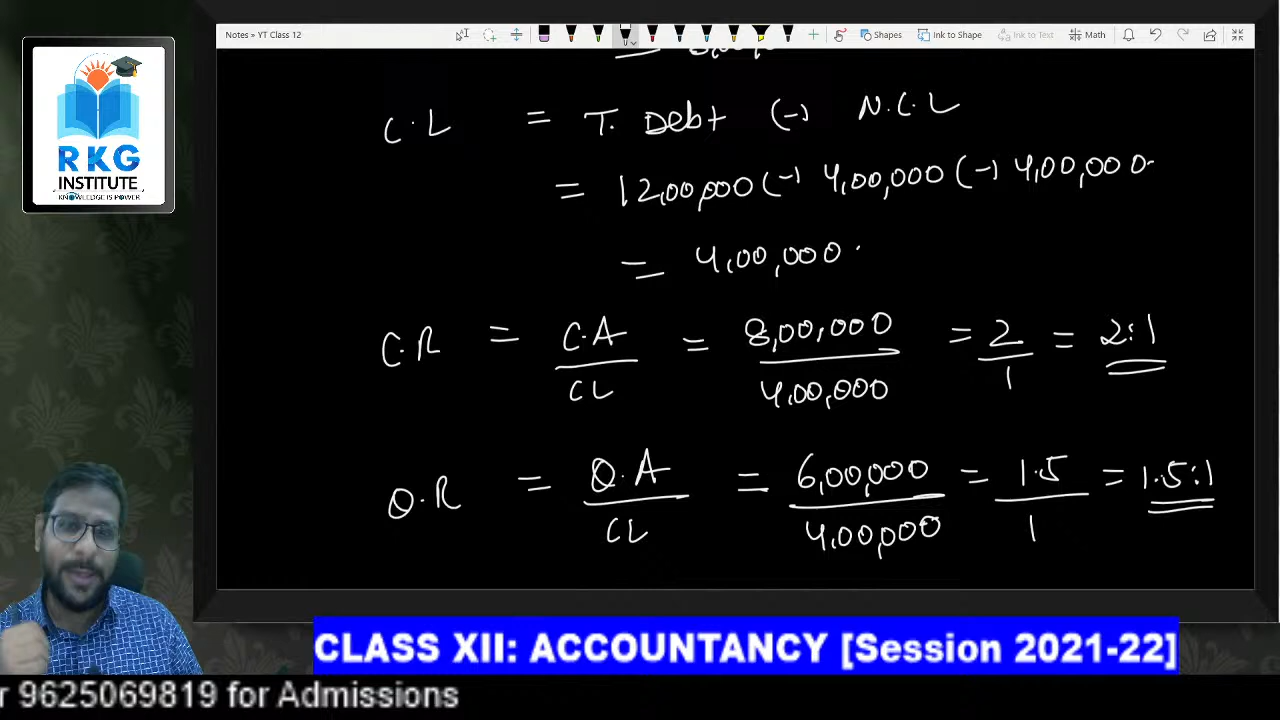 Notes » YT Class 12
Shapes
Ink to Shape
Ink to Text
Math
RKG
INSTITUTE
KNOWLEDGE IS POWER
C.L = T. Debt (-) N.C.L
= 12,00,000 (-) 4,00,000 (-) 4,00,000
= 4,00,000
C.R = C.A / CL = 8,00,000 / 4,00,000 = 2 / 1 = 2:1
Q.R = Q.A / CL = 6,00,000 / 4,00,000 = 1.5 / 1 = 1.5:1
CLASS XII: ACCOUNTANCY [Session 2021-22]
r 9625069819 for Admissions